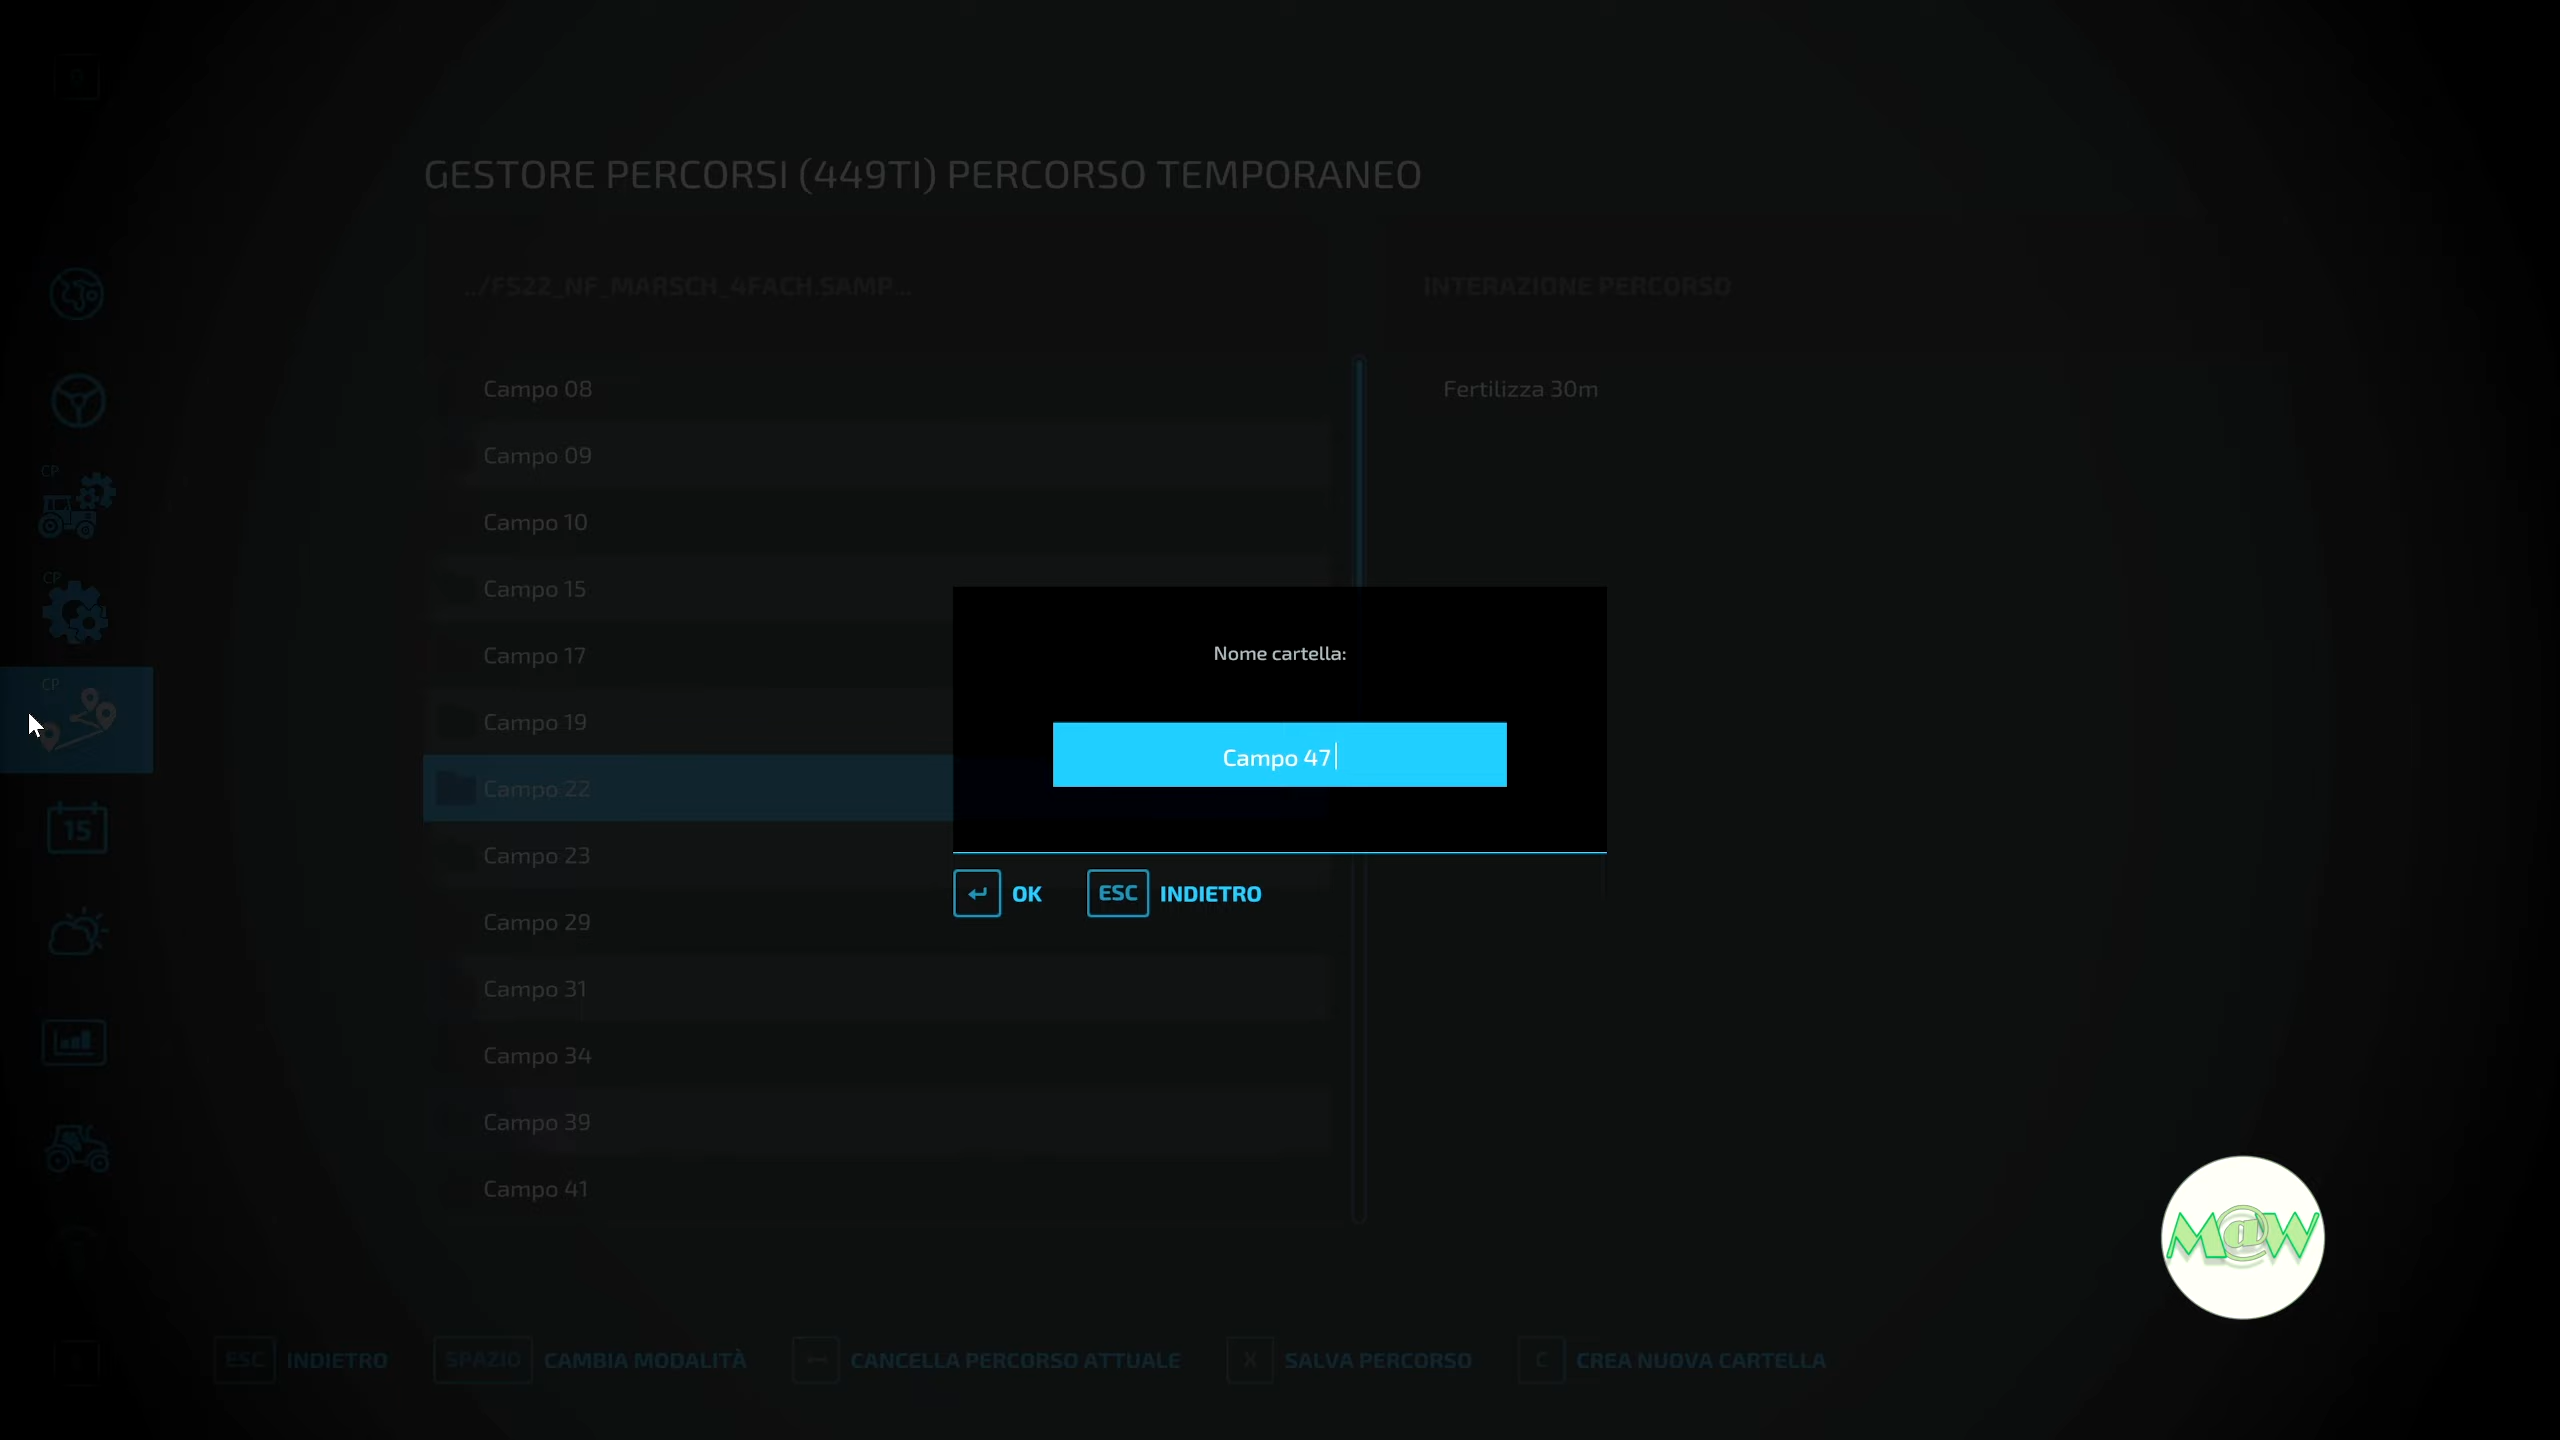 GESTORE PERCORSI (449TI) PERCORSO TEMPORANEO
../FS22_NF_MARSCH_4FACH.SAMP...
INTERAZIONE PERCORSO
Campo 08
Fertilizza 30m
Campo 09
Campo 10
CP
Campo 15
CP
Campo 17
Campo 19
CP
Campo 22
Campo 23
15
Campo 29
Campo 31
Campo 34
Campo 39
Campo 41
Nome cartella:
Campo 47
OK
ESC INDIETRO
M@W
ESC INDIETRO
SPAZIO CAMBIA MODALITÀ
CANCELLA PERCORSO ATTUALE
X SALVA PERCORSO
C CREA NUOVA CARTELLA